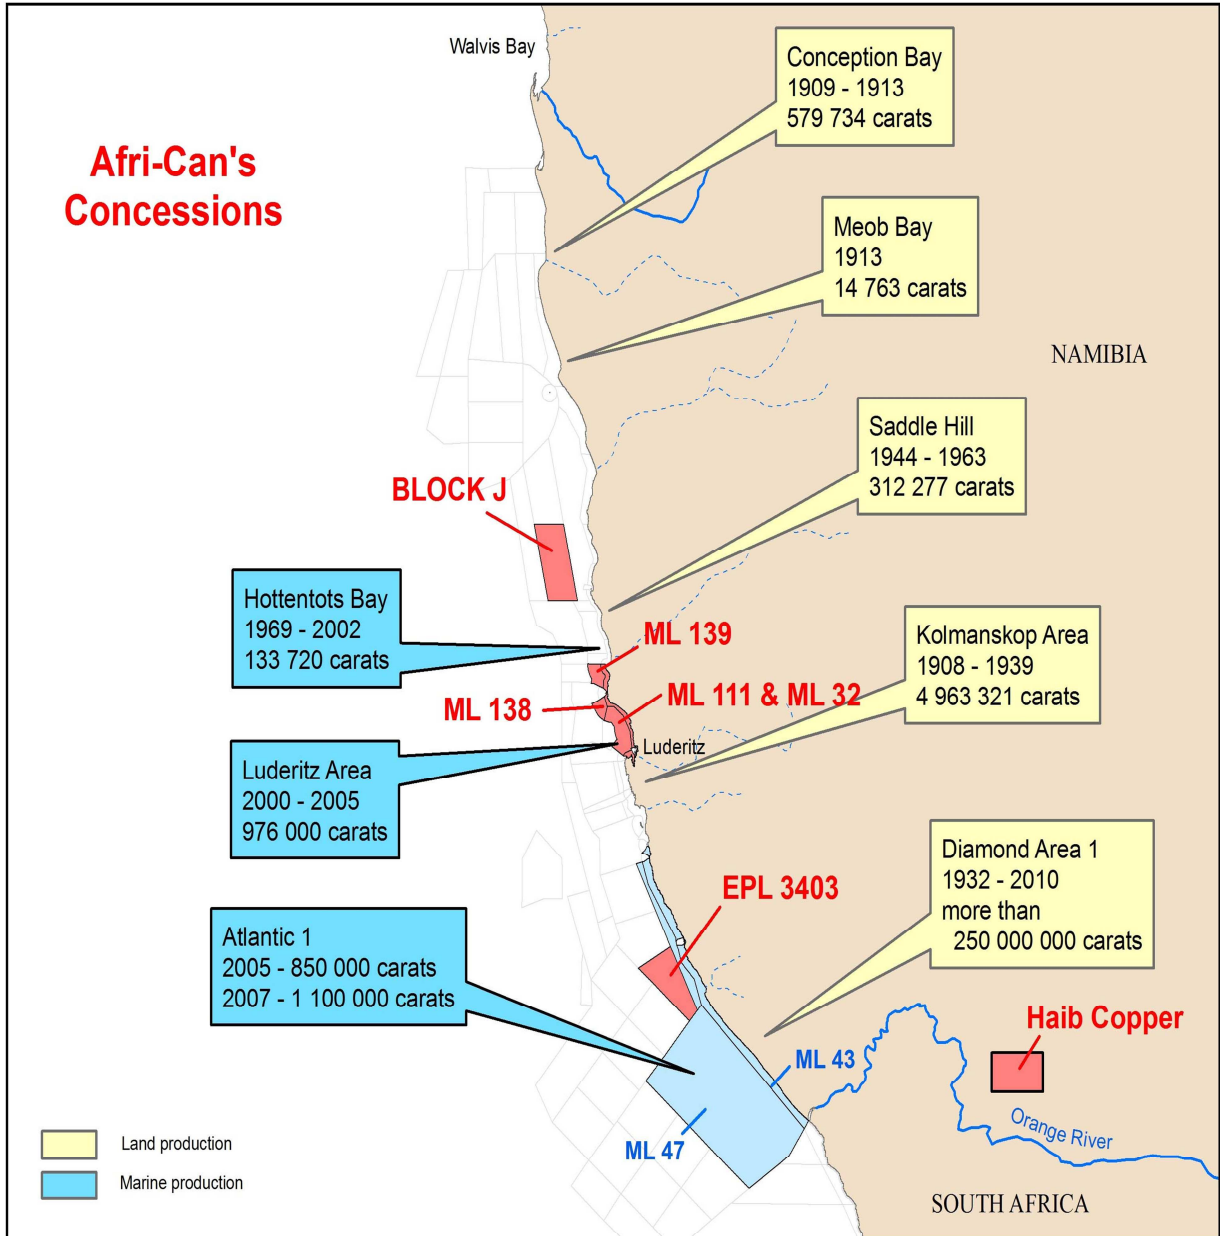 Walvis Bay
Afri-Can's
Concessions
Conception Bay
1909 - 1913
579 734 carats
Meob Bay
1913
14 763 carats
NAMIBIA
Saddle Hill
1944 - 1963
312 277 carats
BLOCK J
Hottentots Bay
1969 - 2002
133 720 carats
ML 139
Kolmanskop Area
1908 - 1939
4 963 321 carats
ML 111 & ML 32
ML 138
Luderitz
Luderitz Area
2000 - 2005
976 000 carats
Diamond Area 1
1932 - 2010
more than
250 000 000 carats
EPL 3403
Atlantic 1
2005 - 850 000 carats
2007 - 1 100 000 carats
Haib Copper
ML 43
Orange River
ML 47
Land production
Marine production
SOUTH AFRICA